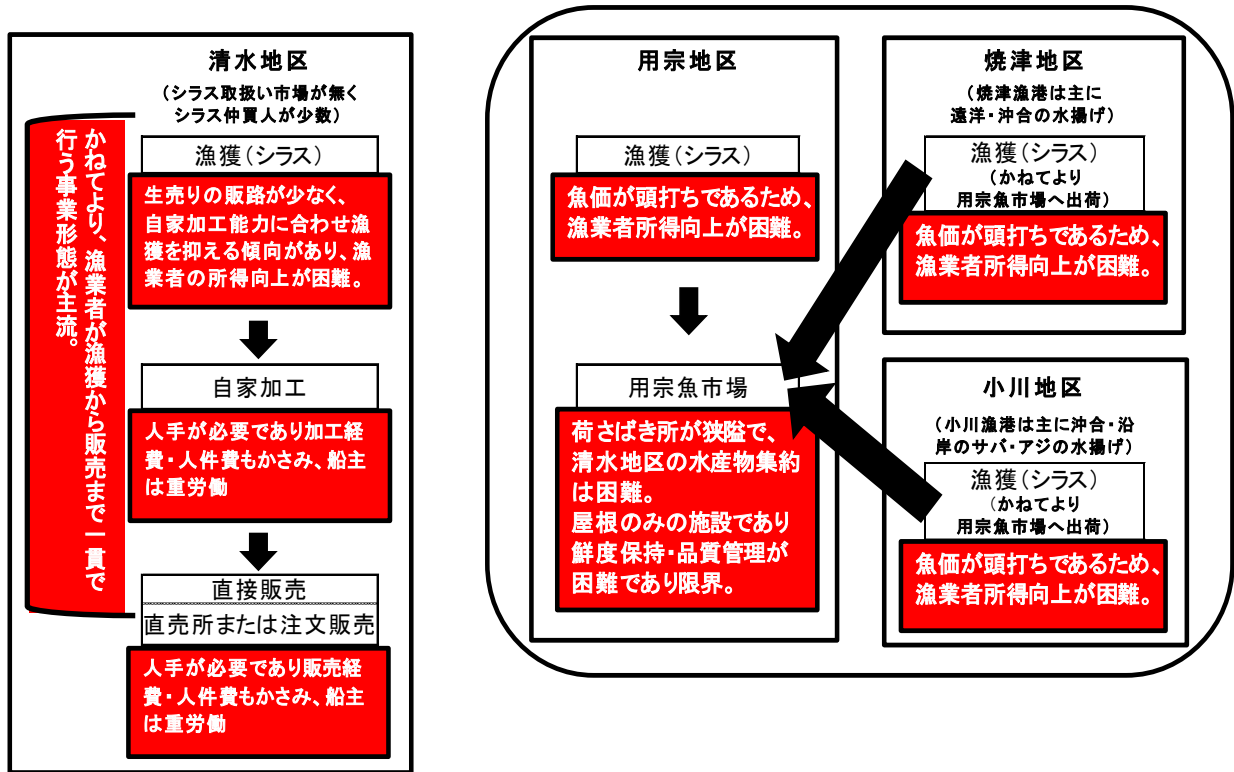 清水地区
（シラス取扱い市場が無く
シラス仲買人が少数）
かねてより、漁業者が漁獲から販売まで一貫で
行う事業形態が主流。
漁獲（シラス）
生売りの販路が少なく、
自家加工能力に合わせ漁
獲を抑える傾向があり、漁
業者の所得向上が困難。
自家加工
人手が必要であり加工経
費・人件費もかさみ、船主
は重労働
直接販売
直売所または注文販売
人手が必要であり販売経
費・人件費もかさみ、船主
は重労働
用宗地区
漁獲（シラス）
魚価が頭打ちであるため、
漁業者所得向上が困難。
用宗魚市場
荷さばき所が狭隘で、
清水地区の水産物集約
は困難。
屋根のみの施設であり
鮮度保持・品質管理が
困難であり限界。
焼津地区
（焼津漁港は主に
遠洋・沖合の水揚げ）
漁獲（シラス）
（かねてより
用宗魚市場へ出荷）
魚価が頭打ちであるため、
漁業者所得向上が困難。
小川地区
（小川漁港は主に沖合・沿
岸のサバ・アジの水揚げ）
漁獲（シラス）
（かねてより
用宗魚市場へ出荷）
魚価が頭打ちであるため、
漁業者所得向上が困難。